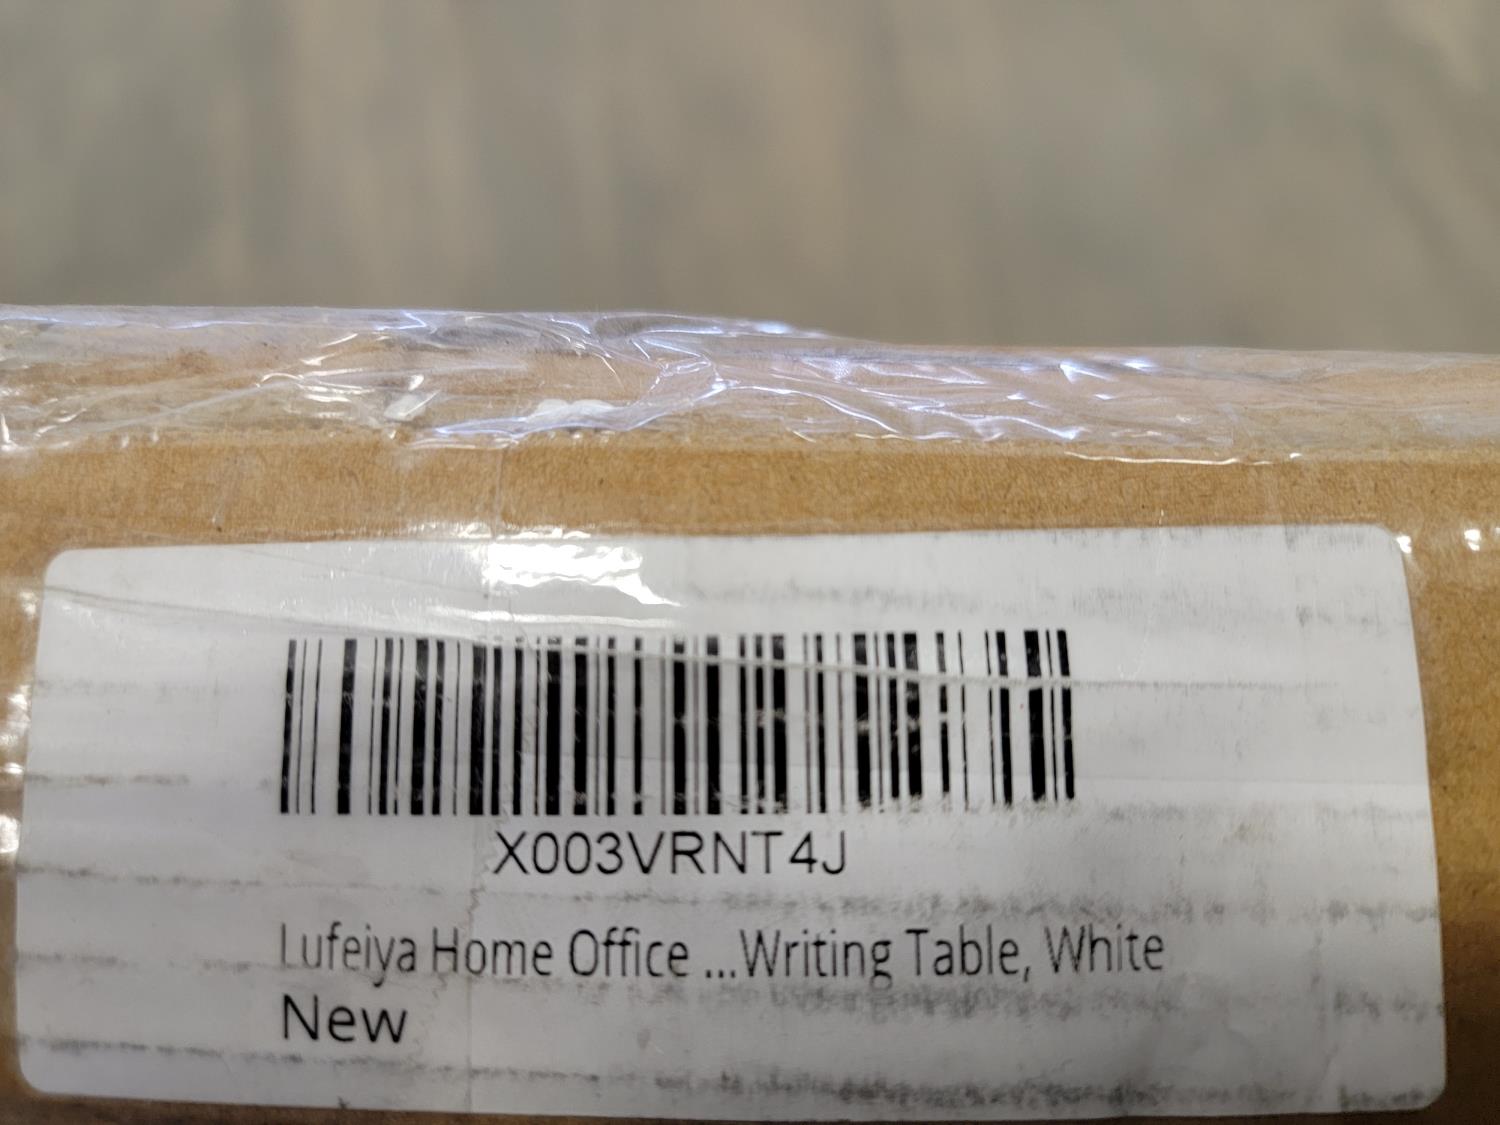 X003VRNT4J
Lufeiya Home Office ...Writing Table, White
New